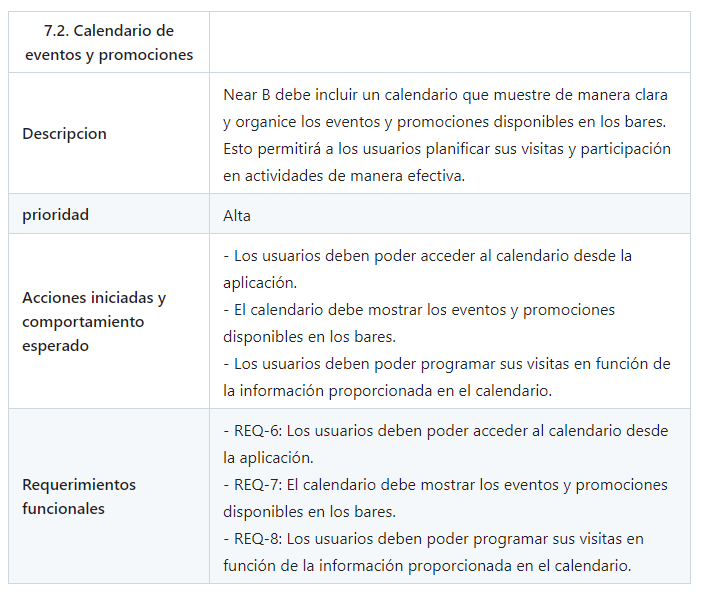 7.2. Calendario de
eventos y promociones
Descripcion
Near B debe incluir un calendario que muestre de manera clara
y organice los eventos y promociones disponibles en los bares.
Esto permitirá a los usuarios planificar sus visitas y participación
en actividades de manera efectiva.
prioridad
Alta
Acciones iniciadas y
comportamiento
esperado
- Los usuarios deben poder acceder al calendario desde la
aplicación.
- El calendario debe mostrar los eventos y promociones
disponibles en los bares.
- Los usuarios deben poder programar sus visitas en función de
la información proporcionada en el calendario.
Requerimientos
funcionales
- REQ-6: Los usuarios deben poder acceder al calendario desde
la aplicación.
- REQ-7: El calendario debe mostrar los eventos y promociones
disponibles en los bares.
- REQ-8: Los usuarios deben poder programar sus visitas en
función de la información proporcionada en el calendario.